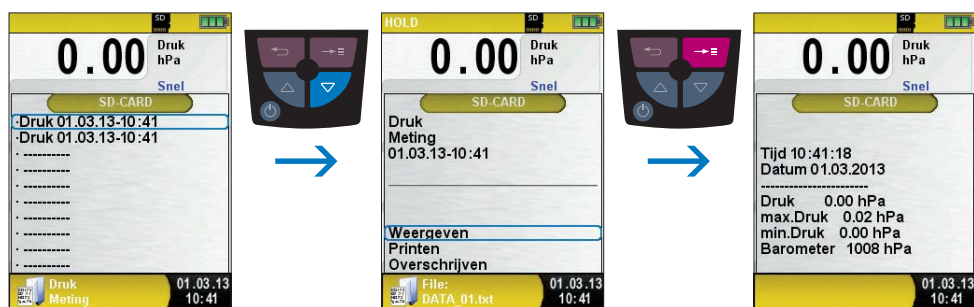 SD
0.00 Druk hPa
Snel
SD-CARD
·Druk 01.03.13-10:41
·Druk 01.03.13-10:41
· ----------
· ----------
· ----------
· ----------
· ----------
· ----------
· ----------
· ----------
Druk 01.03.13
Meting 10:41
HOLD SD
0.00 Druk hPa
Snel
SD-CARD
Druk
Meting
01.03.13-10:41
Weergeven
Printen
Overschrijven
File: 01.03.13
DATA_01.txt 10:41
SD
0.00 Druk hPa
Snel
SD-CARD
Tijd 10:41:18
Datum 01.03.2013
-----------------------
Druk 0.00 hPa
max.Druk 0.02 hPa
min.Druk 0.00 hPa
Barometer 1008 hPa
01.03.13
10:41